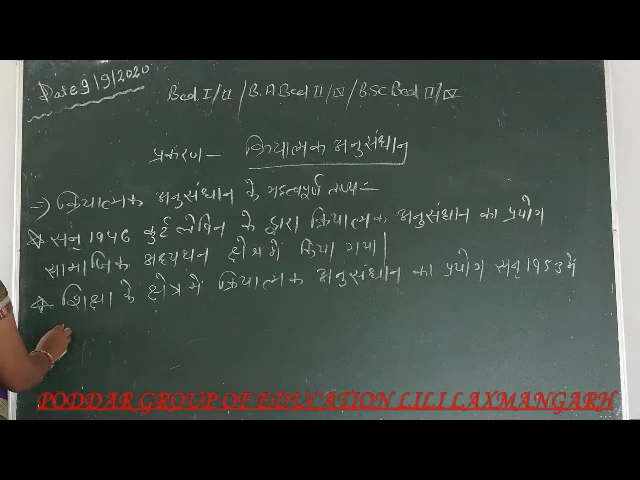 Date 9/9/2020
Bed. I/II / B.A Bed II/IV / B.SC Bed II/IV
प्रकरण- क्रियात्मक अनुसंधान
-) क्रियात्मक अनुसंधान के महत्वपूर्ण तथ्य:-
* सन् 1946 कुर्ट लेविन के द्वारा क्रियात्मक अनुसंधान का प्रयोग
सामाजिक अध्ययन क्षेत्र में किया गया।
* शिक्षा के क्षेत्र में क्रियात्मक अनुसंधान का प्रयोग सन् 1953 में
PODDAR GROUP OF EDUCATION LILI LAXMANGARH